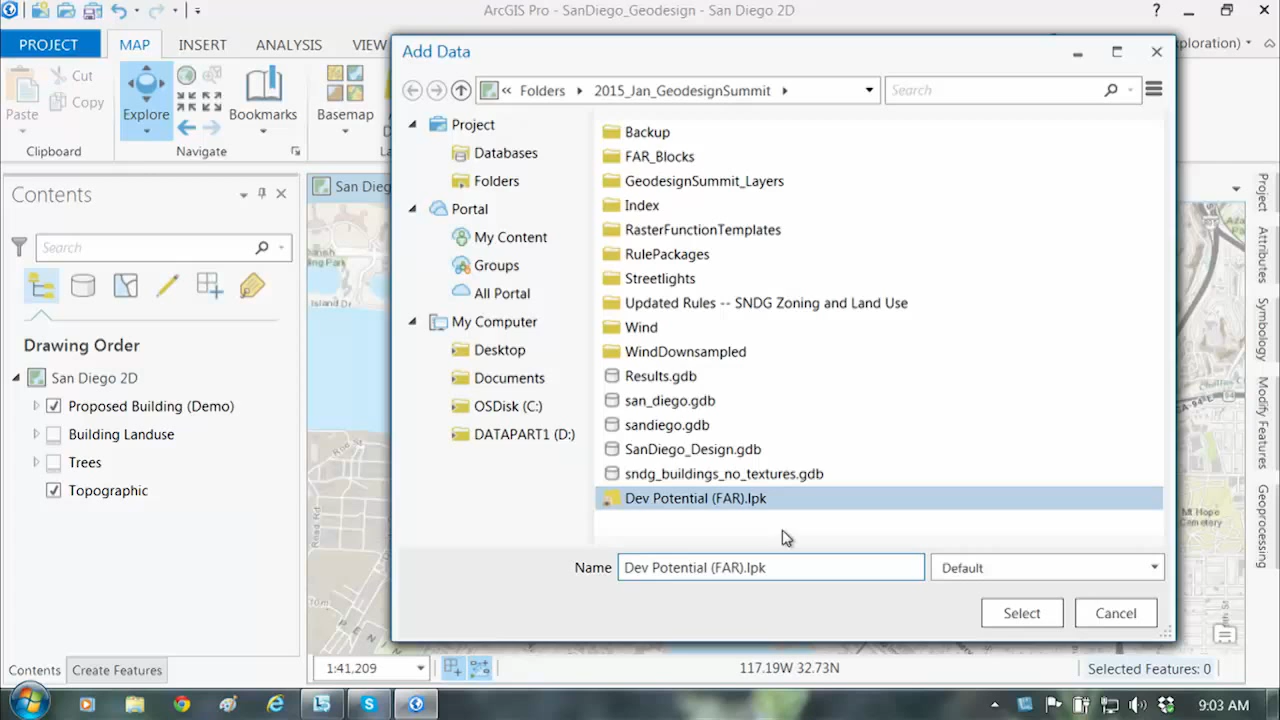 ArcGIS Pro - SanDiego_Geodesign - San Diego 2D
?
PROJECT
MAP
INSERT
ANALYSIS
VIEW
ploration)
Paste
Cut
Copy
Clipboard
Explore
Bookmarks
Navigate
Basemap
Add Data
« Folders
2015_Jan_GeodesignSummit
Search
Project
Databases
Folders
Portal
My Content
Groups
All Portal
My Computer
Desktop
Documents
OSDisk (C:)
DATAPART1 (D:)
Backup
FAR_Blocks
GeodesignSummit_Layers
Index
RasterFunctionTemplates
RulePackages
Streetlights
Updated Rules -- SNDG Zoning and Land Use
Wind
WindDownsampled
Results.gdb
san_diego.gdb
sandiego.gdb
SanDiego_Design.gdb
sndg_buildings_no_textures.gdb
Dev Potential (FAR).lpk
Name
Dev Potential (FAR).lpk
Default
Select
Cancel
Contents
Search
Drawing Order
San Diego 2D
Proposed Building (Demo)
Building Landuse
Trees
Topographic
Contents
Create Features
San Dieg
Island Dr
Mt Hope
Cemetery
1:41,209
117.19W 32.73N
Selected Features: 0
Project
Attributes
Symbology
Modify Features
Geoprocessing
9:03 AM